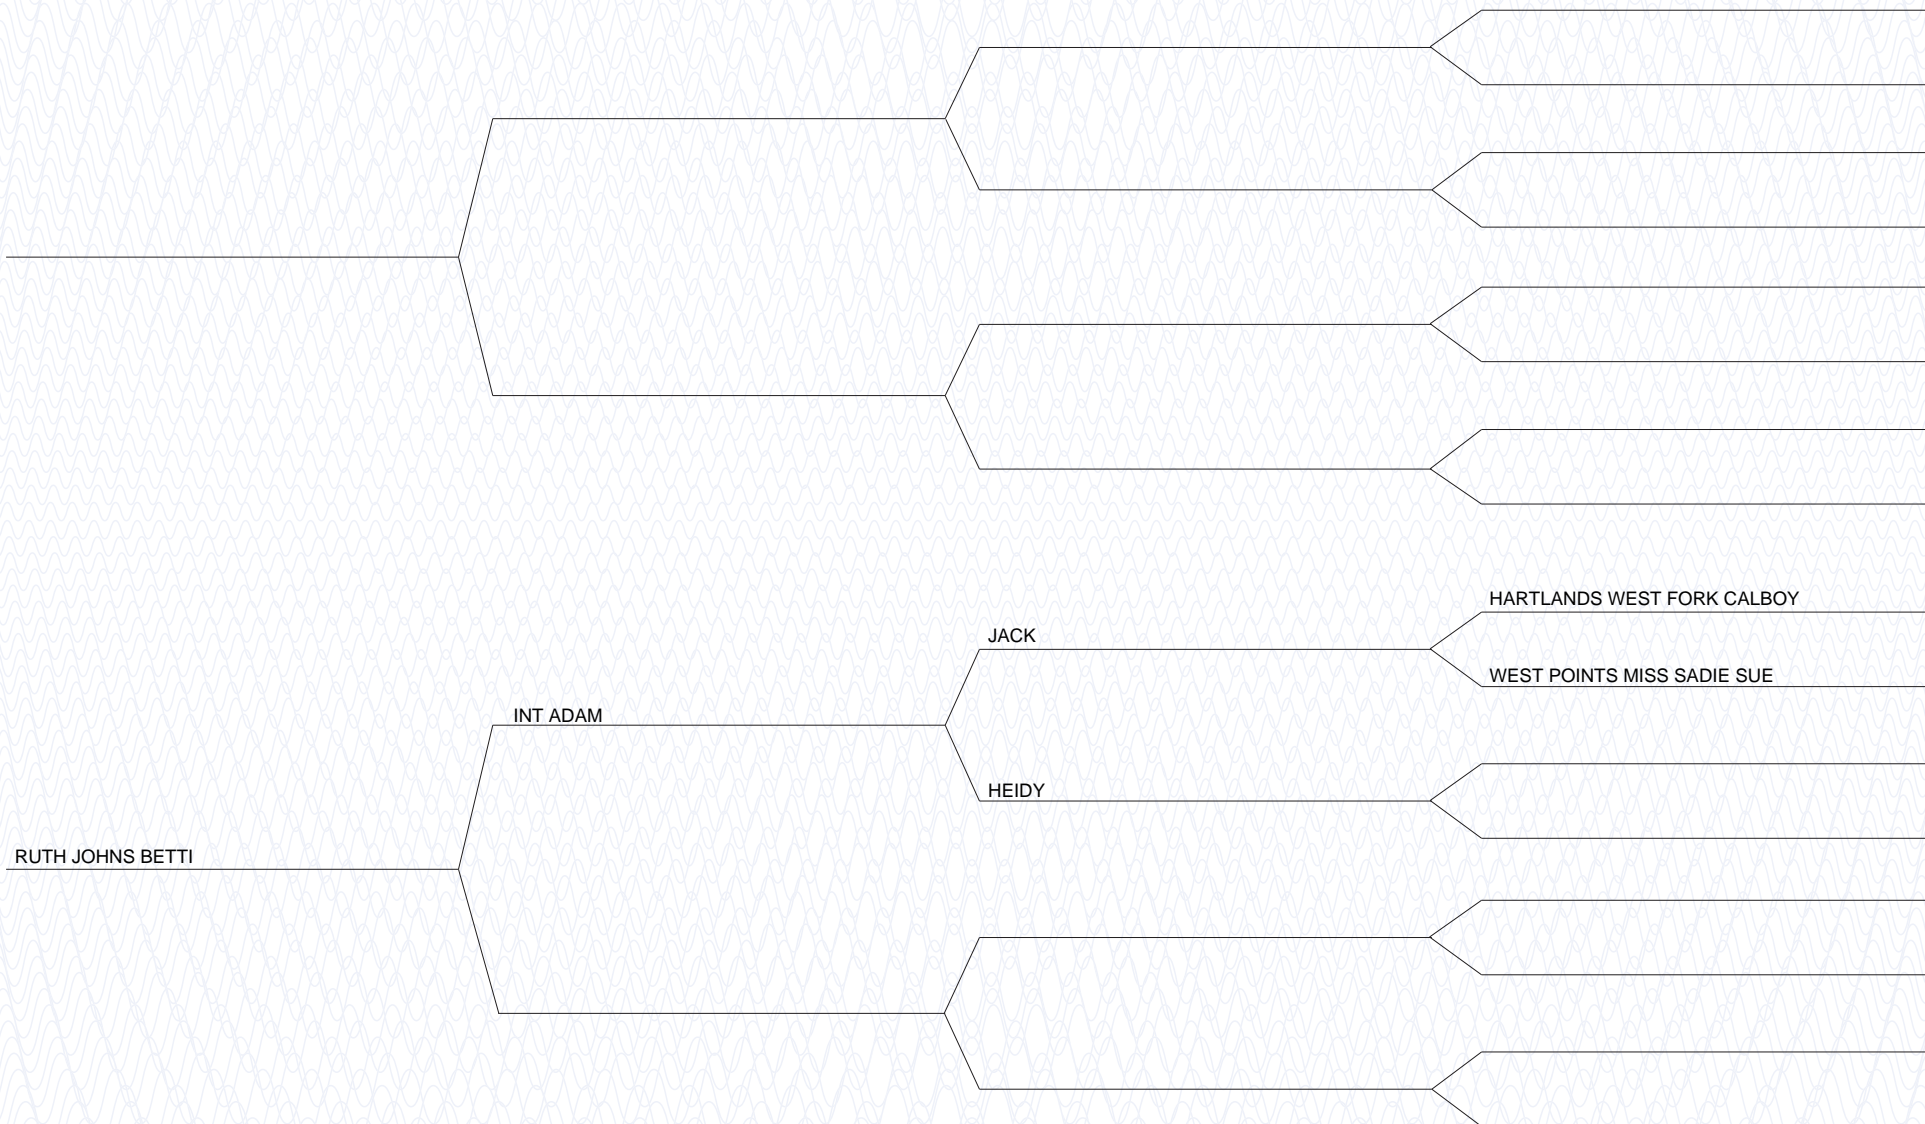 HARTLANDS WEST FORK CALBOY
JACK
WEST POINTS MISS SADIE SUE
INT ADAM
HEIDY
RUTH JOHNS BETTI